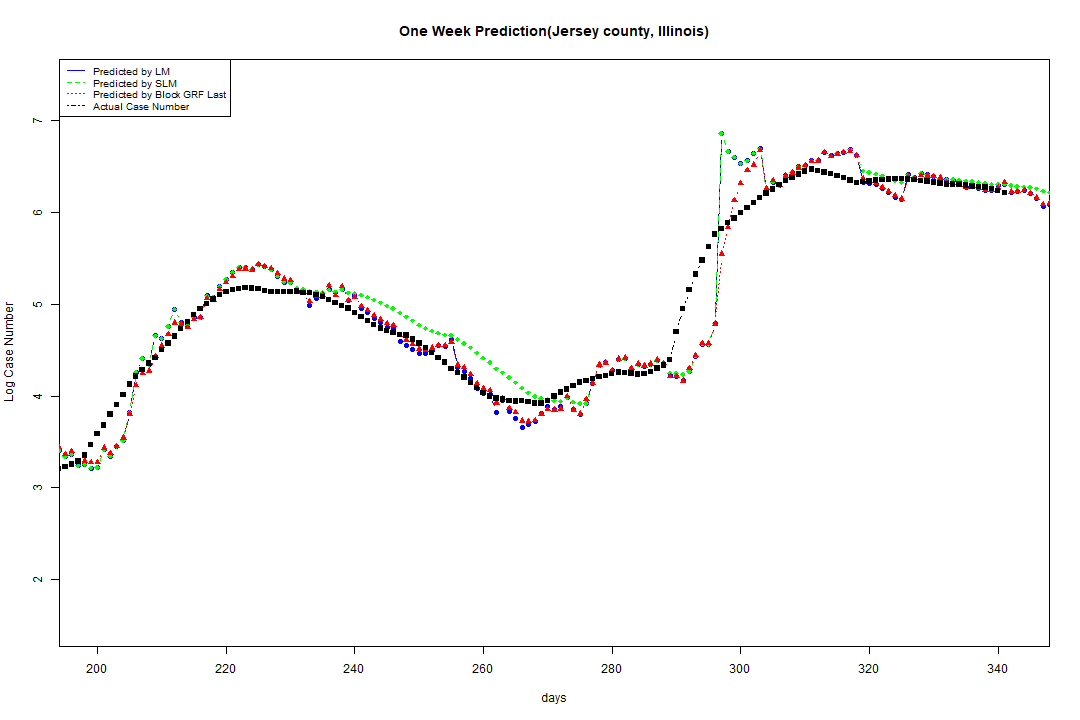 One Week Prediction(Jersey county, Illinois)
Predicted by LM
Predicted by SLM
Predicted by Block GRF Last
Actual Case Number
7
6
5
4
3
2
Log Case Number
200 220 240 260 280 300 320 340
days